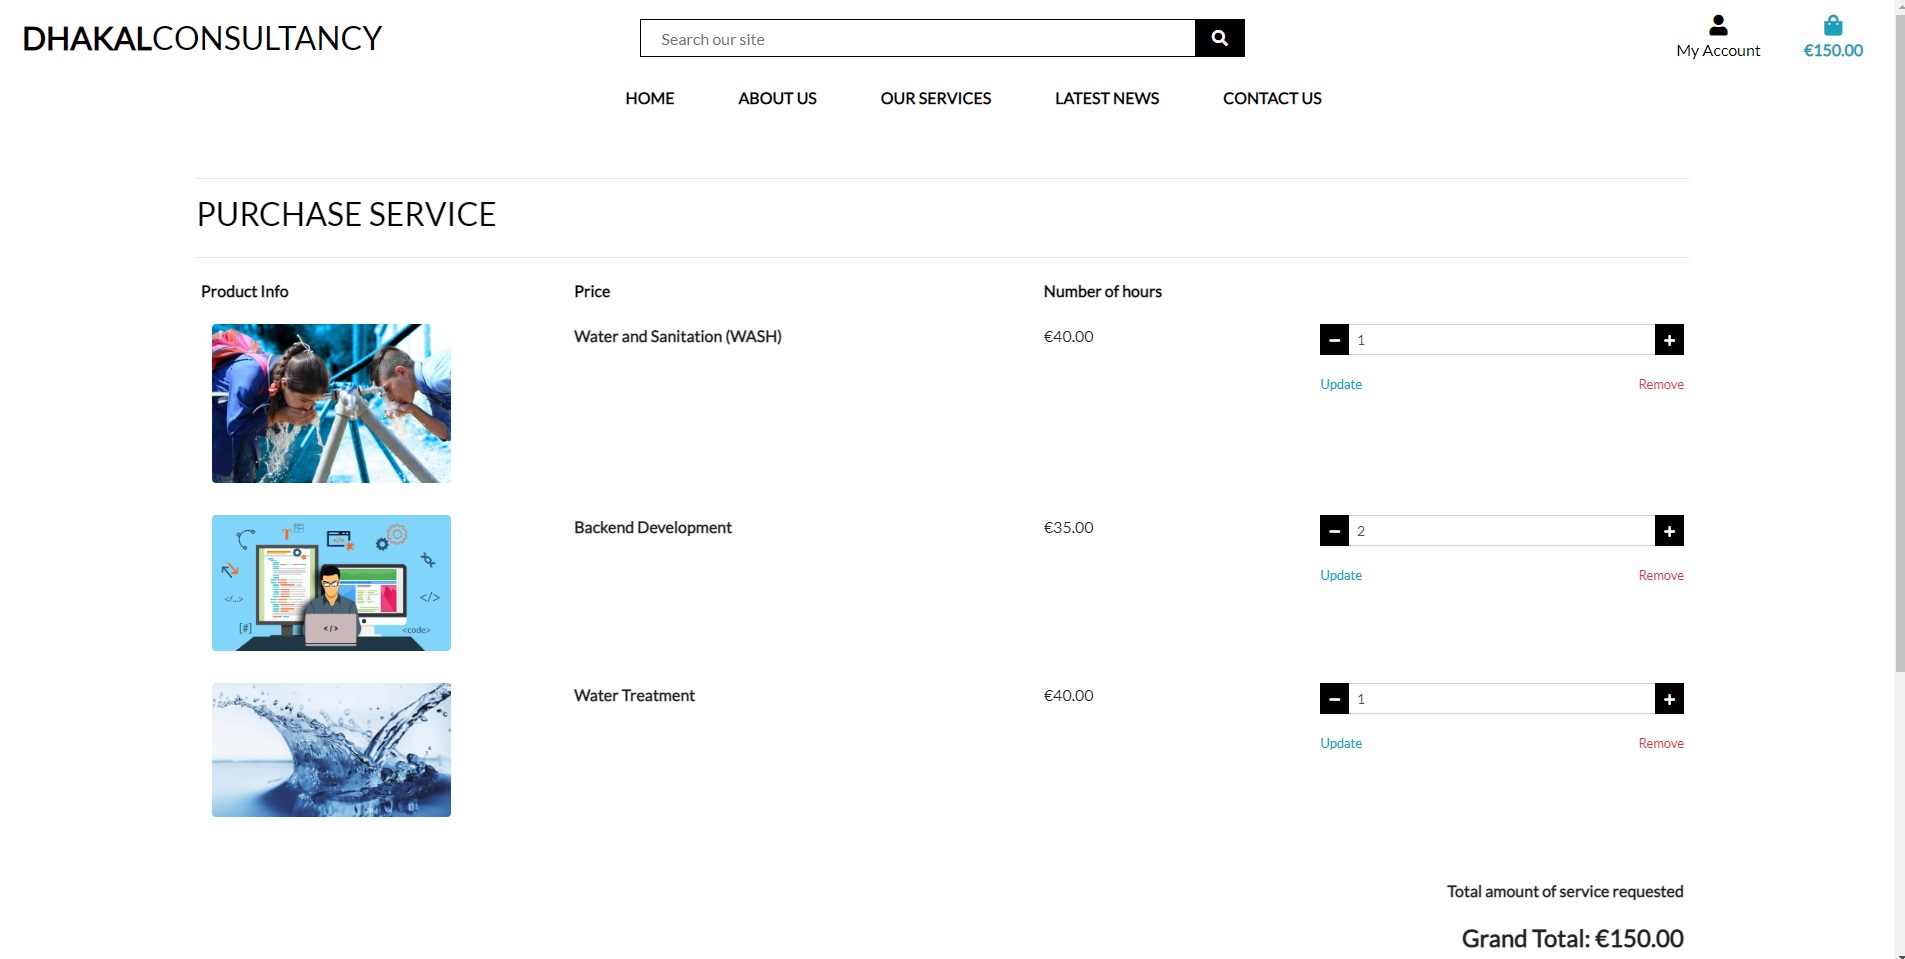 DHAKALCONSULTANCY
Search our site
My Account
€150.00
HOME ABOUT US OUR SERVICES LATEST NEWS CONTACT US
PURCHASE SERVICE
Product Info Price Number of hours
Water and Sanitation (WASH) €40.00 1
Update Remove
T
</>
</...>
</>
[#]
</>
<code>
Backend Development €35.00 2
Update Remove
Water Treatment €40.00 1
Update Remove
Total amount of service requested
Grand Total: €150.00